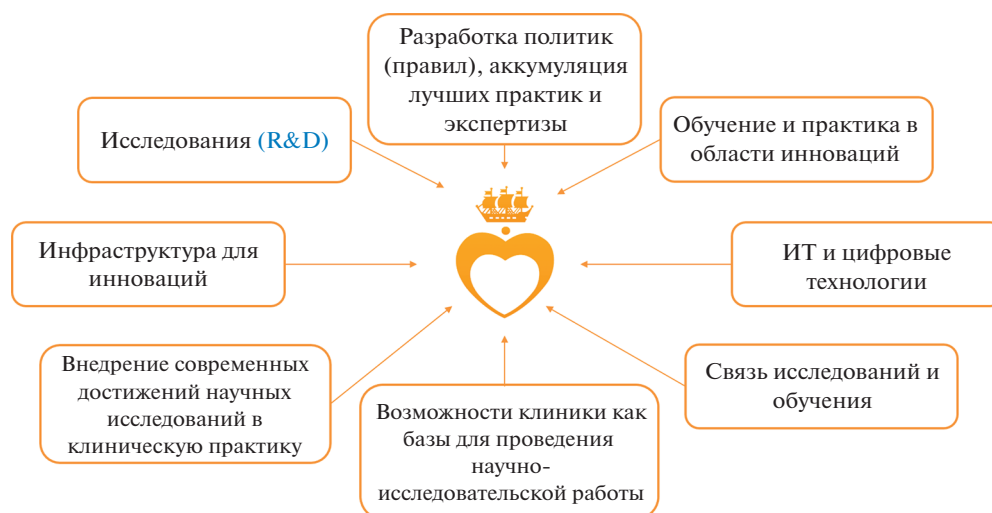 Разработка политик
(правил), аккумуляция
лучших практик и
экспертизы
Исследования (R&D)
Обучение и практика в
области инноваций
Инфраструктура для
инноваций
ИТ и цифровые
технологии
Внедрение современных
достижений научных
исследований в
клиническую практику
Возможности клиники как
базы для проведения
научно-
исследовательской работы
Связь исследований и
обучения